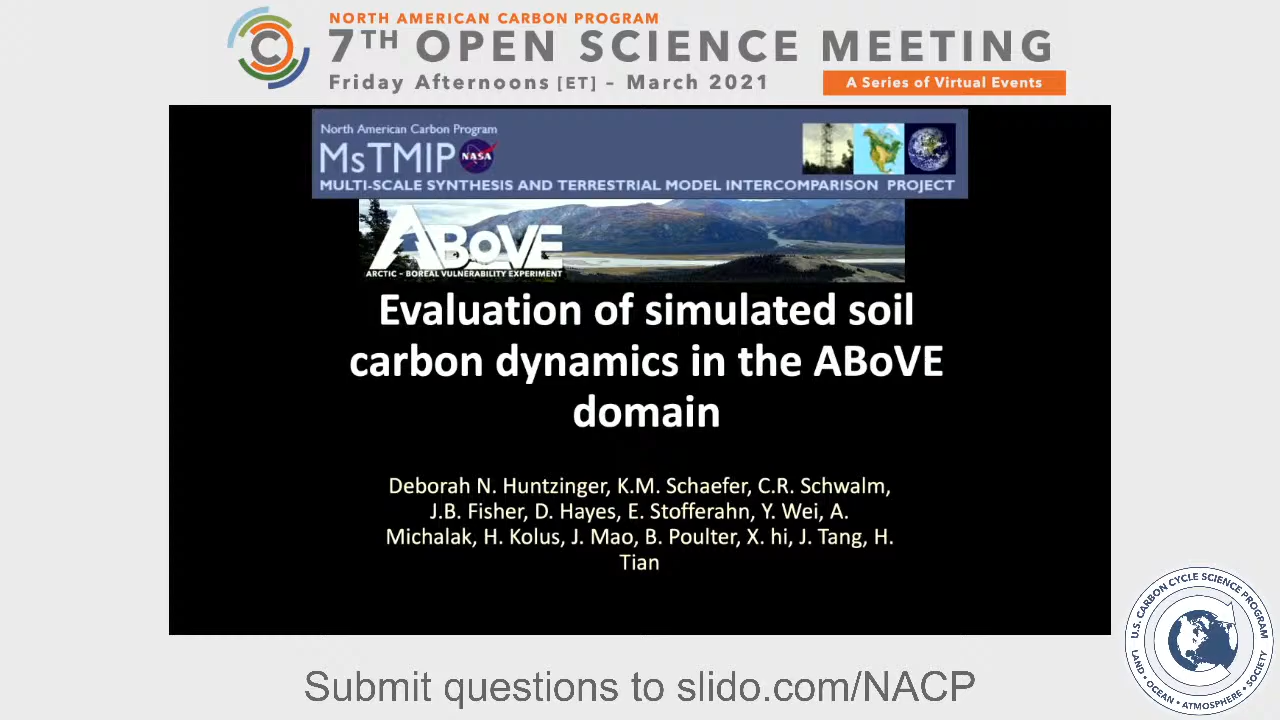 NORTH AMERICAN CARBON PROGRAM
7TH OPEN SCIENCE MEETING
Friday Afternoons [ET] – March 2021
A Series of Virtual Events
North American Carbon Program
MsTMIP NASA
MULTI-SCALE SYNTHESIS AND TERRESTRIAL MODEL INTERCOMPARISON PROJECT
ABoVE
ARCTIC – BOREAL VULNERABILITY EXPERIMENT
Evaluation of simulated soil
carbon dynamics in the ABoVE
domain
Deborah N. Huntzinger, K.M. Schaefer, C.R. Schwalm,
J.B. Fisher, D. Hayes, E. Stofferahn, Y. Wei, A.
Michalak, H. Kolus, J. Mao, B. Poulter, X. hi, J. Tang, H.
Tian
U.S. CARBON CYCLE SCIENCE PROGRAM
LAND • OCEAN • ATMOSPHERE • SOCIETY
Submit questions to slido.com/NACP